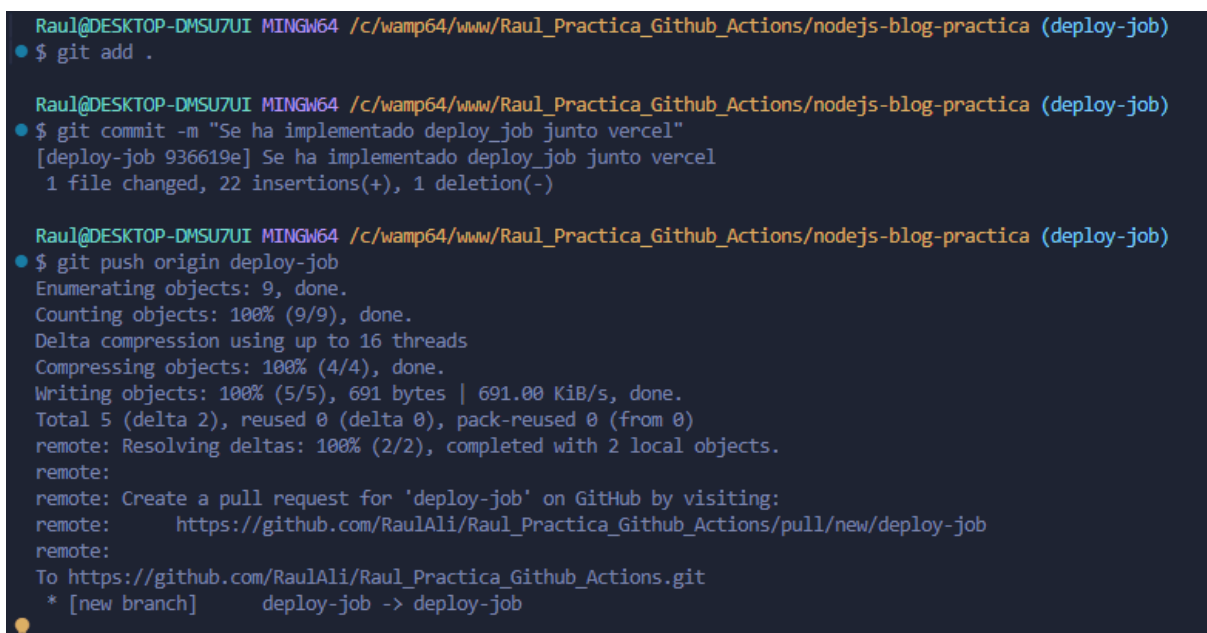 Raul@DESKTOP-DMSU7UI MINGW64 /c/wamp64/www/Raul_Practica_Github_Actions/nodejs-blog-practica (deploy-job)
$ git add .
Raul@DESKTOP-DMSU7UI MINGW64 /c/wamp64/www/Raul_Practica_Github_Actions/nodejs-blog-practica (deploy-job)
$ git commit -m "Se ha implementado deploy_job junto vercel"
[deploy-job 936619e] Se ha implementado deploy_job junto vercel
1 file changed, 22 insertions(+), 1 deletion(-)
Raul@DESKTOP-DMSU7UI MINGW64 /c/wamp64/www/Raul_Practica_Github_Actions/nodejs-blog-practica (deploy-job)
$ git push origin deploy-job
Enumerating objects: 9, done.
Counting objects: 100% (9/9), done.
Delta compression using up to 16 threads
Compressing objects: 100% (4/4), done.
Writing objects: 100% (5/5), 691 bytes | 691.00 KiB/s, done.
Total 5 (delta 2), reused 0 (delta 0), pack-reused 0 (from 0)
remote: Resolving deltas: 100% (2/2), completed with 2 local objects.
remote:
remote: Create a pull request for 'deploy-job' on GitHub by visiting:
remote:      https://github.com/RaulAli/Raul_Practica_Github_Actions/pull/new/deploy-job
remote:
To https://github.com/RaulAli/Raul_Practica_Github_Actions.git
* [new branch]      deploy-job -> deploy-job